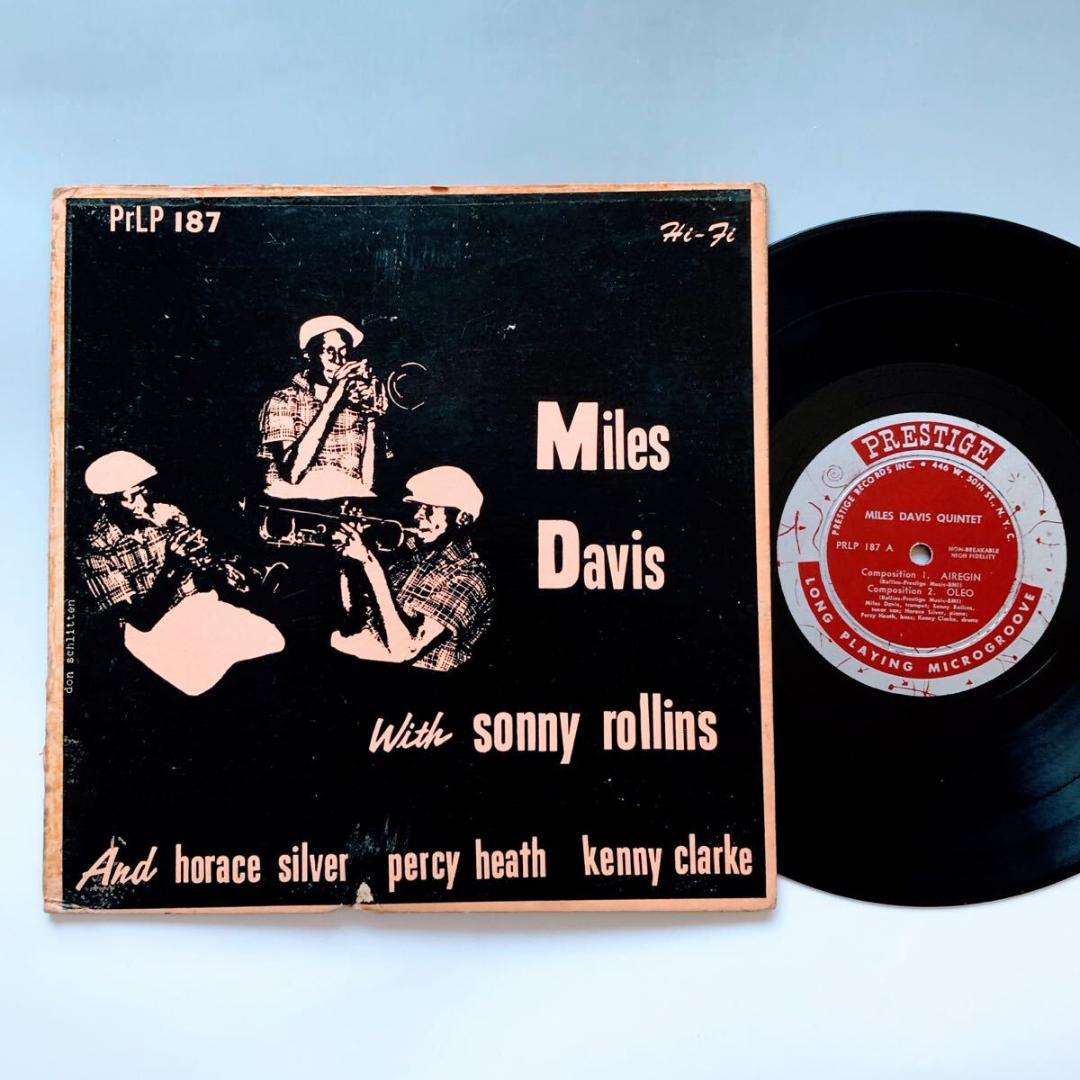 PrLP 187
Hi-Fi
Miles
Davis
With sonny rollins
And horace silver percy heath kenny clarke
don schlitten
PRESTIGE
PRESTIGE RECORDS INC. • 446 W. 50th ST., N.Y.C.
MILES DAVIS QUINTET
PRLP 187 A
NON-BREAKABLE
HIGH FIDELITY
Composition 1. AIREGIN
(Rollins-Prestige Music-BMI)
Composition 2. OLEO
(Rollins-Prestige Music-BMI)
Miles Davis, trumpet; Sonny Rollins,
tenor sax; Horace Silver, piano;
Percy Heath, bass; Kenny Clarke, drums
LONG PLAYING MICROGROOVE